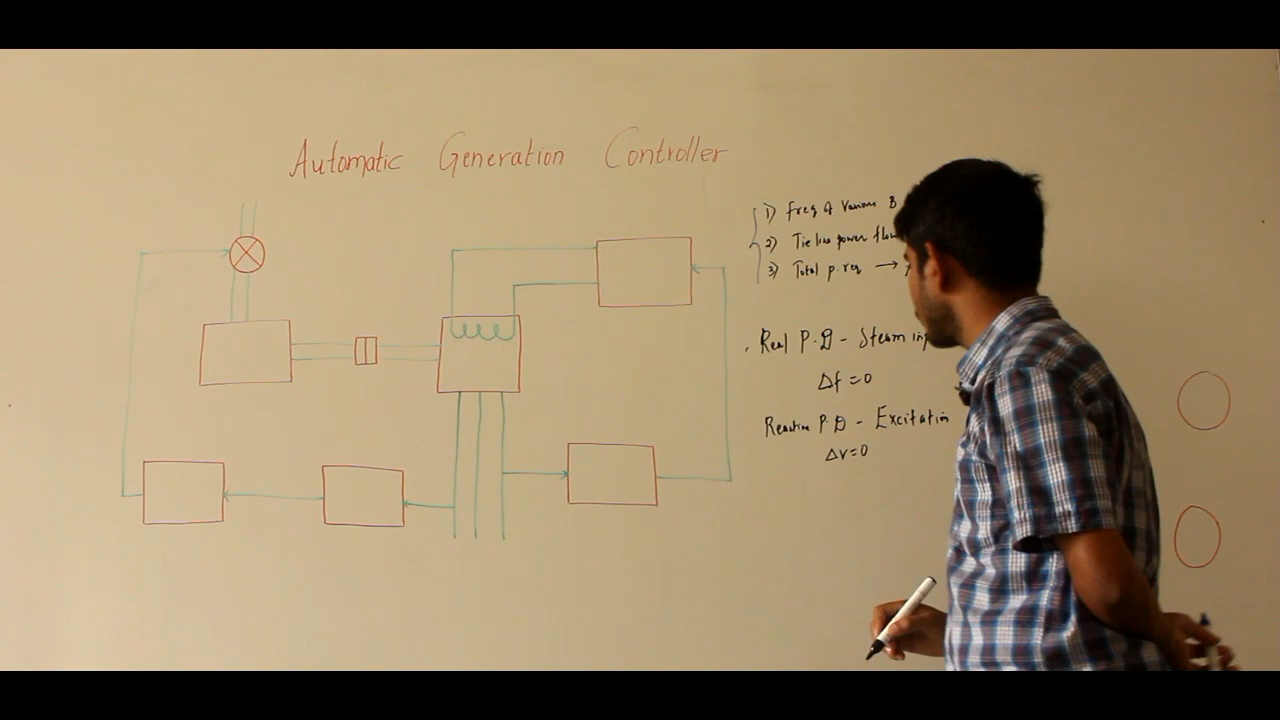 Automatic Generation Controller
1) Freq of Various B.
2) Tie line power flow
3) Total p. req →
Real P.D - Steam inp
Δf = 0
Reactive P.D - Excitation
Δv = 0